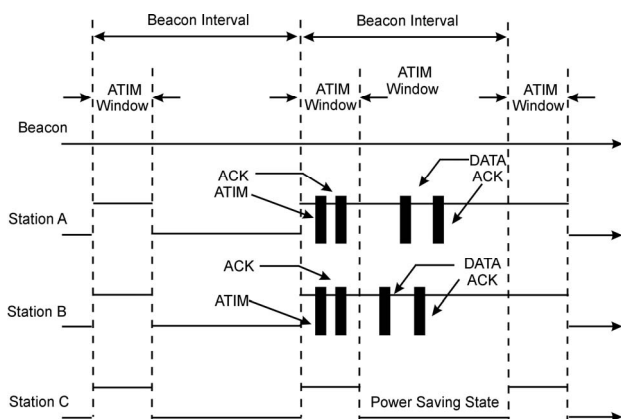 Beacon Interval
Beacon Interval
ATIM
Window
ATIM
Window
ATIM
Window
ATIM
Window
Beacon
ACK
ATIM
DATA
ACK
Station A
ACK
ATIM
DATA
ACK
Station B
Station C
Power Saving State